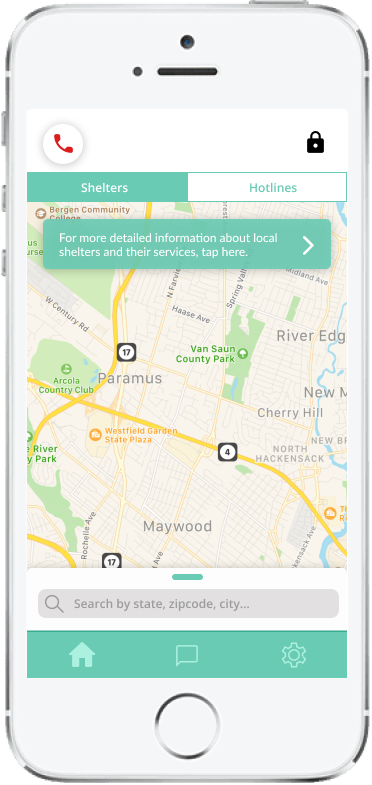 Shelters
Hotlines
Bergen Community
College
For more detailed information about local
shelters and their services, tap here.
N Farvie
Spring Vall
Midland Ave
W Century Rd
Haase Ave
17
River Edg
Van Saun
County Park
Arcola
Country Club
Paramus
New M
Cherry Hill
Westfield Garden
State Plaza
4
NEW BR
NORTH
HACKENSACK
e River
y Park
Rochelle Ave
Maywood
Hackensack Ave
17
Search by state, zipcode, city...